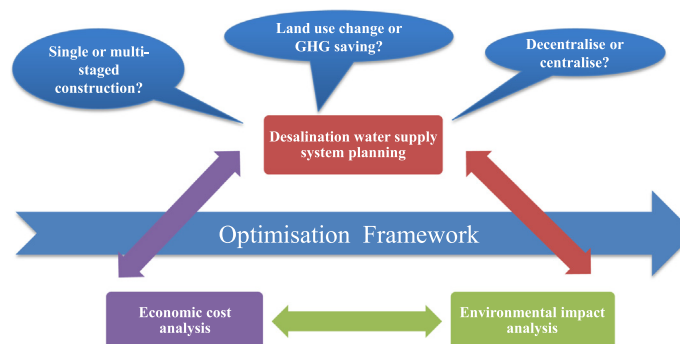 Single or multi-
staged
construction?
Land use change or
GHG saving?
Decentralise or
centralise?
Desalination water supply
system planning
Optimisation Framework
Economic cost
analysis
Environmental impact
analysis